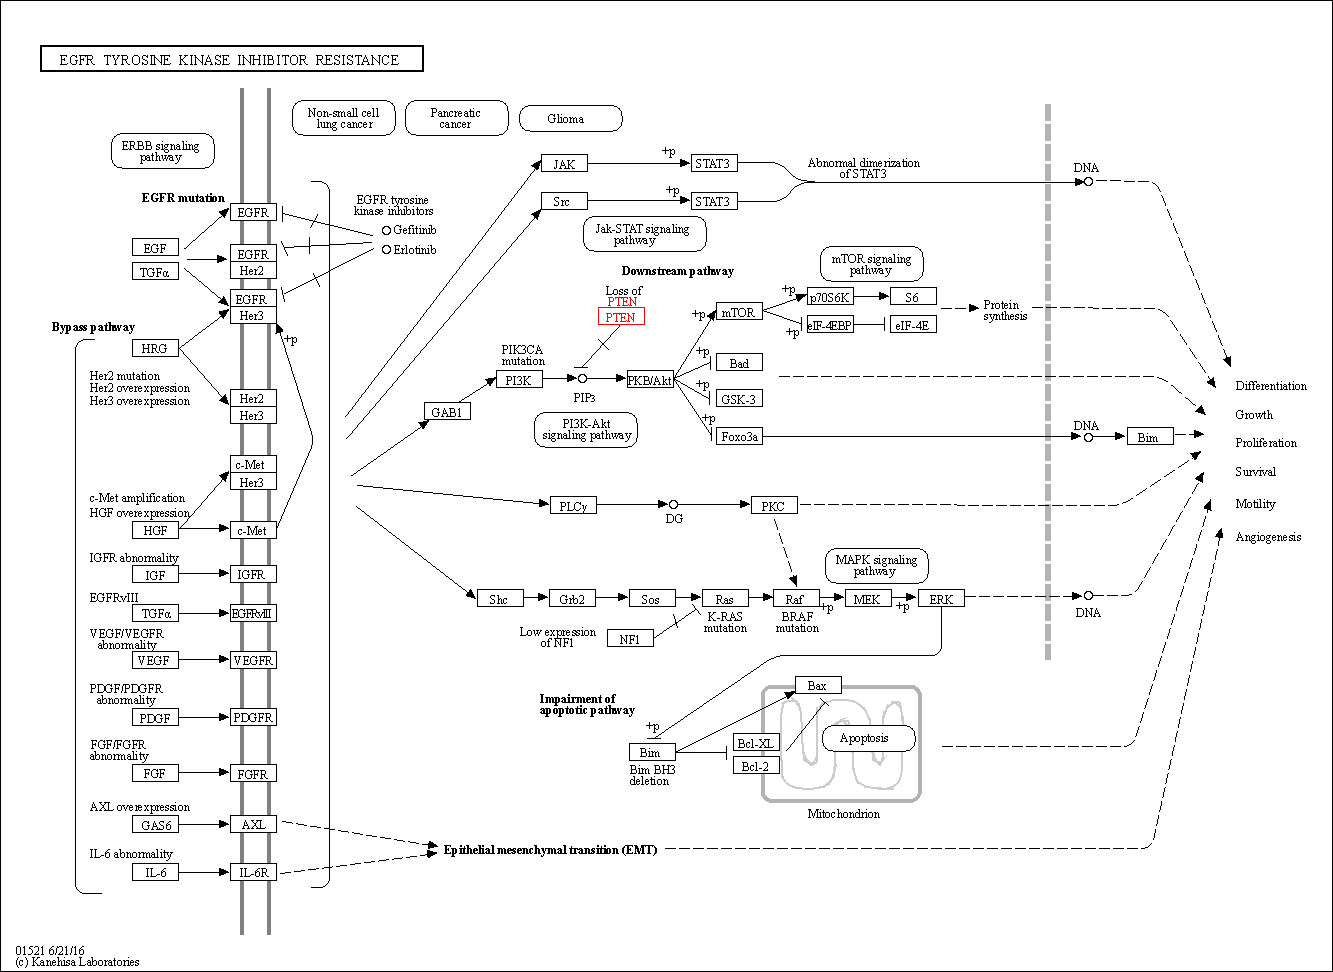 EGFR TYROSINE KINASE INHIBITOR RESISTANCE
Non-small cell
lung cancer
Pancreatic
cancer
Glioma
ERBB signaling
pathway
EGFR mutation
EGFR
EGF
TGFα
EGFR
Her2
EGFR
Her3
EGFR tyrosine
kinase inhibitors
Gefitinib
Erlotinib
JAK
+p
STAT3
Src
+p
STAT3
Abnormal dimerization
of STAT3
DNA
Jak-STAT signaling
pathway
Downstream pathway
mTOR signaling
pathway
Loss of
PTEN
PTEN
+p
mTOR
+p
p70S6K
S6
+p
eIF-4EBP
eIF-4E
Protein
synthesis
Bypass pathway
HRG
+p
Her2 mutation
Her2 overexpression
Her3 overexpression
Her2
Her3
PIK3CA
mutation
PI3K
PIP3
PKB/Akt
+p
Bad
+p
GSK-3
+p
Foxo3a
GAB1
PI3K-Akt
signaling pathway
DNA
Bim
Differentiation
Growth
Proliferation
Survival
Motility
Angiogenesis
c-Met
Her3
c-Met amplification
HGF overexpression
HGF
c-Met
PLCγ
DG
PKC
IGFR abnormality
IGF
IGFR
MAPK signaling
pathway
EGFRvIII
TGFα
EGFRvIII
Shc
Grb2
Sos
Ras
Raf
+p
MEK
+p
ERK
DNA
K-RAS
mutation
BRAF
mutation
Low expression
of NF1
NF1
VEGF/VEGFR
abnormality
VEGF
VEGFR
PDGF/PDGFR
abnormality
PDGF
PDGFR
Impairment of
apoptotic pathway
Bax
+p
Bim
Bim BH3
deletion
Bcl-XL
Bcl-2
Apoptosis
Mitochondrion
FGF/FGFR
abnormality
FGF
FGFR
AXL overexpression
GAS6
AXL
Epithelial mesenchymal transition (EMT)
IL-6 abnormality
IL-6
IL-6R
01521 6/21/16
(c) Kanehisa Laboratories